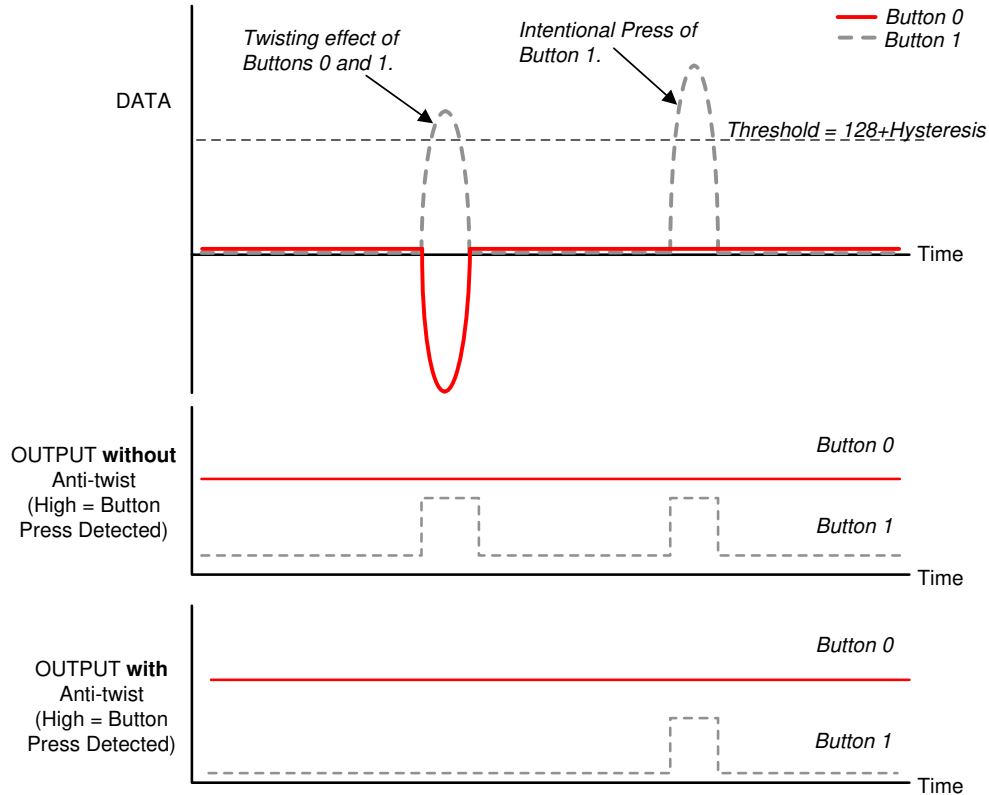 Button 0
Button 1
Twisting effect of
Buttons 0 and 1.
Intentional Press of
Button 1.
DATA
Threshold = 128+Hysteresis
Time
OUTPUT without
Anti-twist
(High = Button
Press Detected)
Button 0
Button 1
Time
OUTPUT with
Anti-twist
(High = Button
Press Detected)
Button 0
Button 1
Time